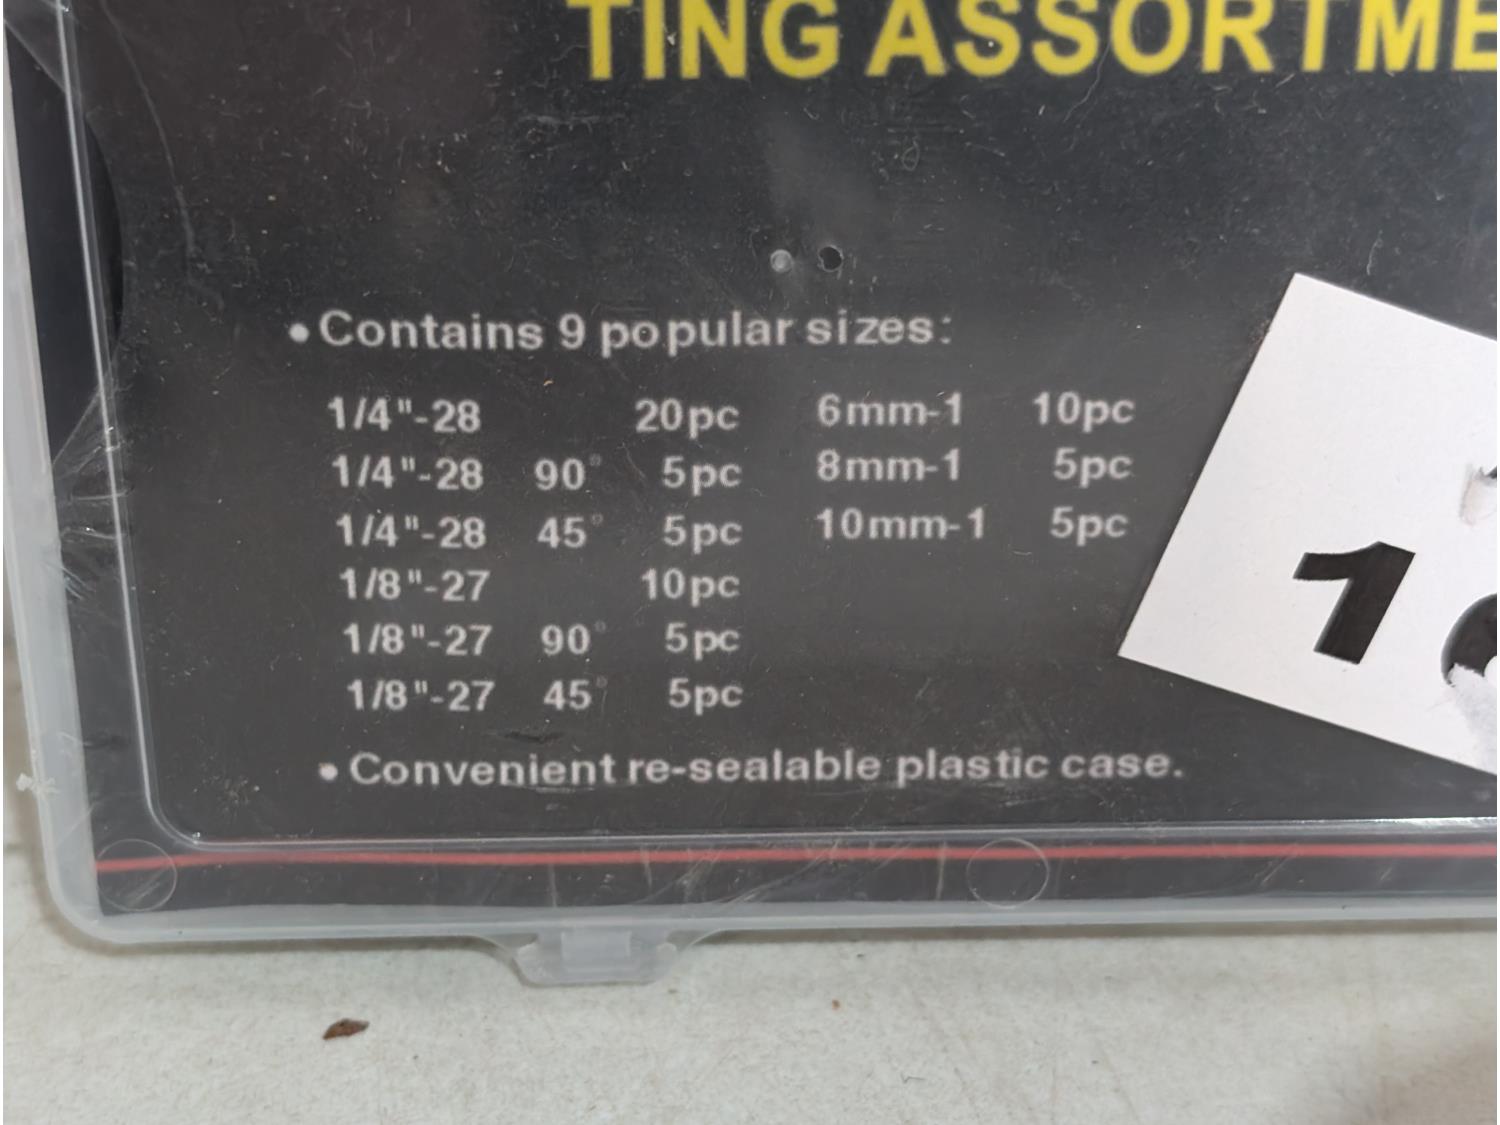 TING ASSORTME
• Contains 9 popular sizes:
1/4"-28 20pc 6mm-1 10pc
1/4"-28 90° 5pc 8mm-1 5pc
1/4"-28 45° 5pc 10mm-1 5pc
1/8"-27 10pc
1/8"-27 90° 5pc
1/8"-27 45° 5pc
• Convenient re-sealable plastic case.
1